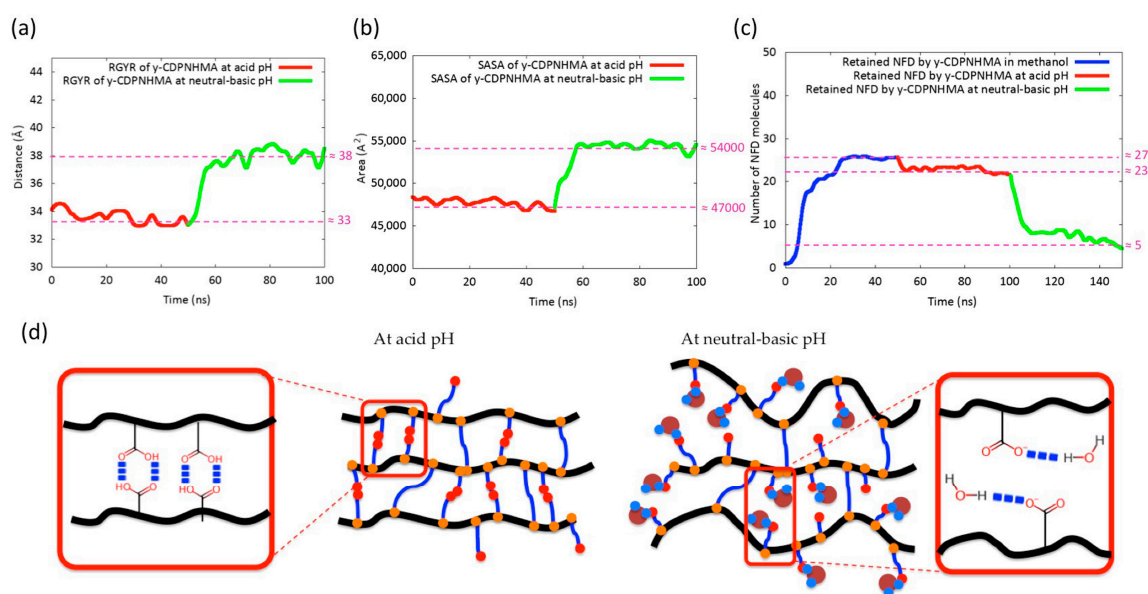 (a)
RGYR of y-CDPNHMA at acid pH
RGYR of y-CDPNHMA at neutral-basic pH
44
42
40
38
36
34
32
30
Distance (Å)
≈ 38
≈ 33
0
20
40
60
80
100
Time (ns)
(b)
SASA of y-CDPNHMA at acid pH
SASA of y-CDPNHMA at neutral-basic pH
65,000
60,000
55,000
50,000
45,000
40,000
Area (A²)
≈ 54000
≈ 47000
0
20
40
60
80
100
Time (ns)
(c)
Retained NFD by y-CDPNHMA in methanol
Retained NFD by y-CDPNHMA at acid pH
Retained NFD by y-CDPNHMA at neutral-basic pH
50
40
30
20
10
0
Number of NFD molecules
≈ 27
≈ 23
≈ 5
0
20
40
60
80
100
120
140
Time (ns)
(d)
At acid pH
At neutral-basic pH
O
OH
O
OH
HO
O
HO
O
O
O⁻
H
H
O
H
O
H
⁻O
O